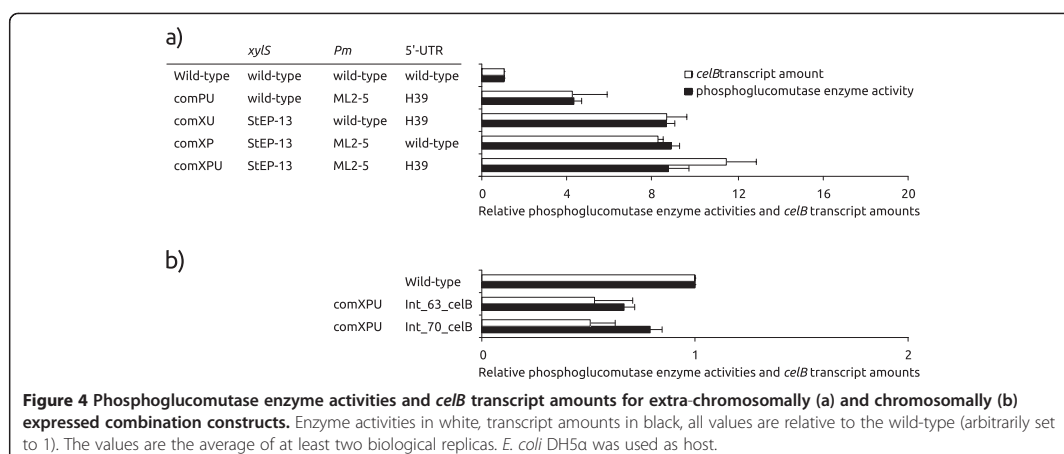 a)
xylS Pm 5'-UTR
Wild-type wild-type wild-type wild-type
comPU wild-type ML2-5 H39
comXU StEP-13 wild-type H39
comXP StEP-13 ML2-5 wild-type
comXPU StEP-13 ML2-5 H39
celBtranscript amount
phosphoglucomutase enzyme activity
0 4 8 12 16 20
Relative phosphoglucomutase enzyme activities and celB transcript amounts
b)
Wild-type
comXPU Int_63_celB
comXPU Int_70_celB
0 1 2
Relative phosphoglucomutase enzyme activities and celB transcript amounts
Figure 4 Phosphoglucomutase enzyme activities and celB transcript amounts for extra-chromosomally (a) and chromosomally (b)
expressed combination constructs. Enzyme activities in white, transcript amounts in black, all values are relative to the wild-type (arbitrarily set
to 1). The values are the average of at least two biological replicas. E. coli DH5α was used as host.